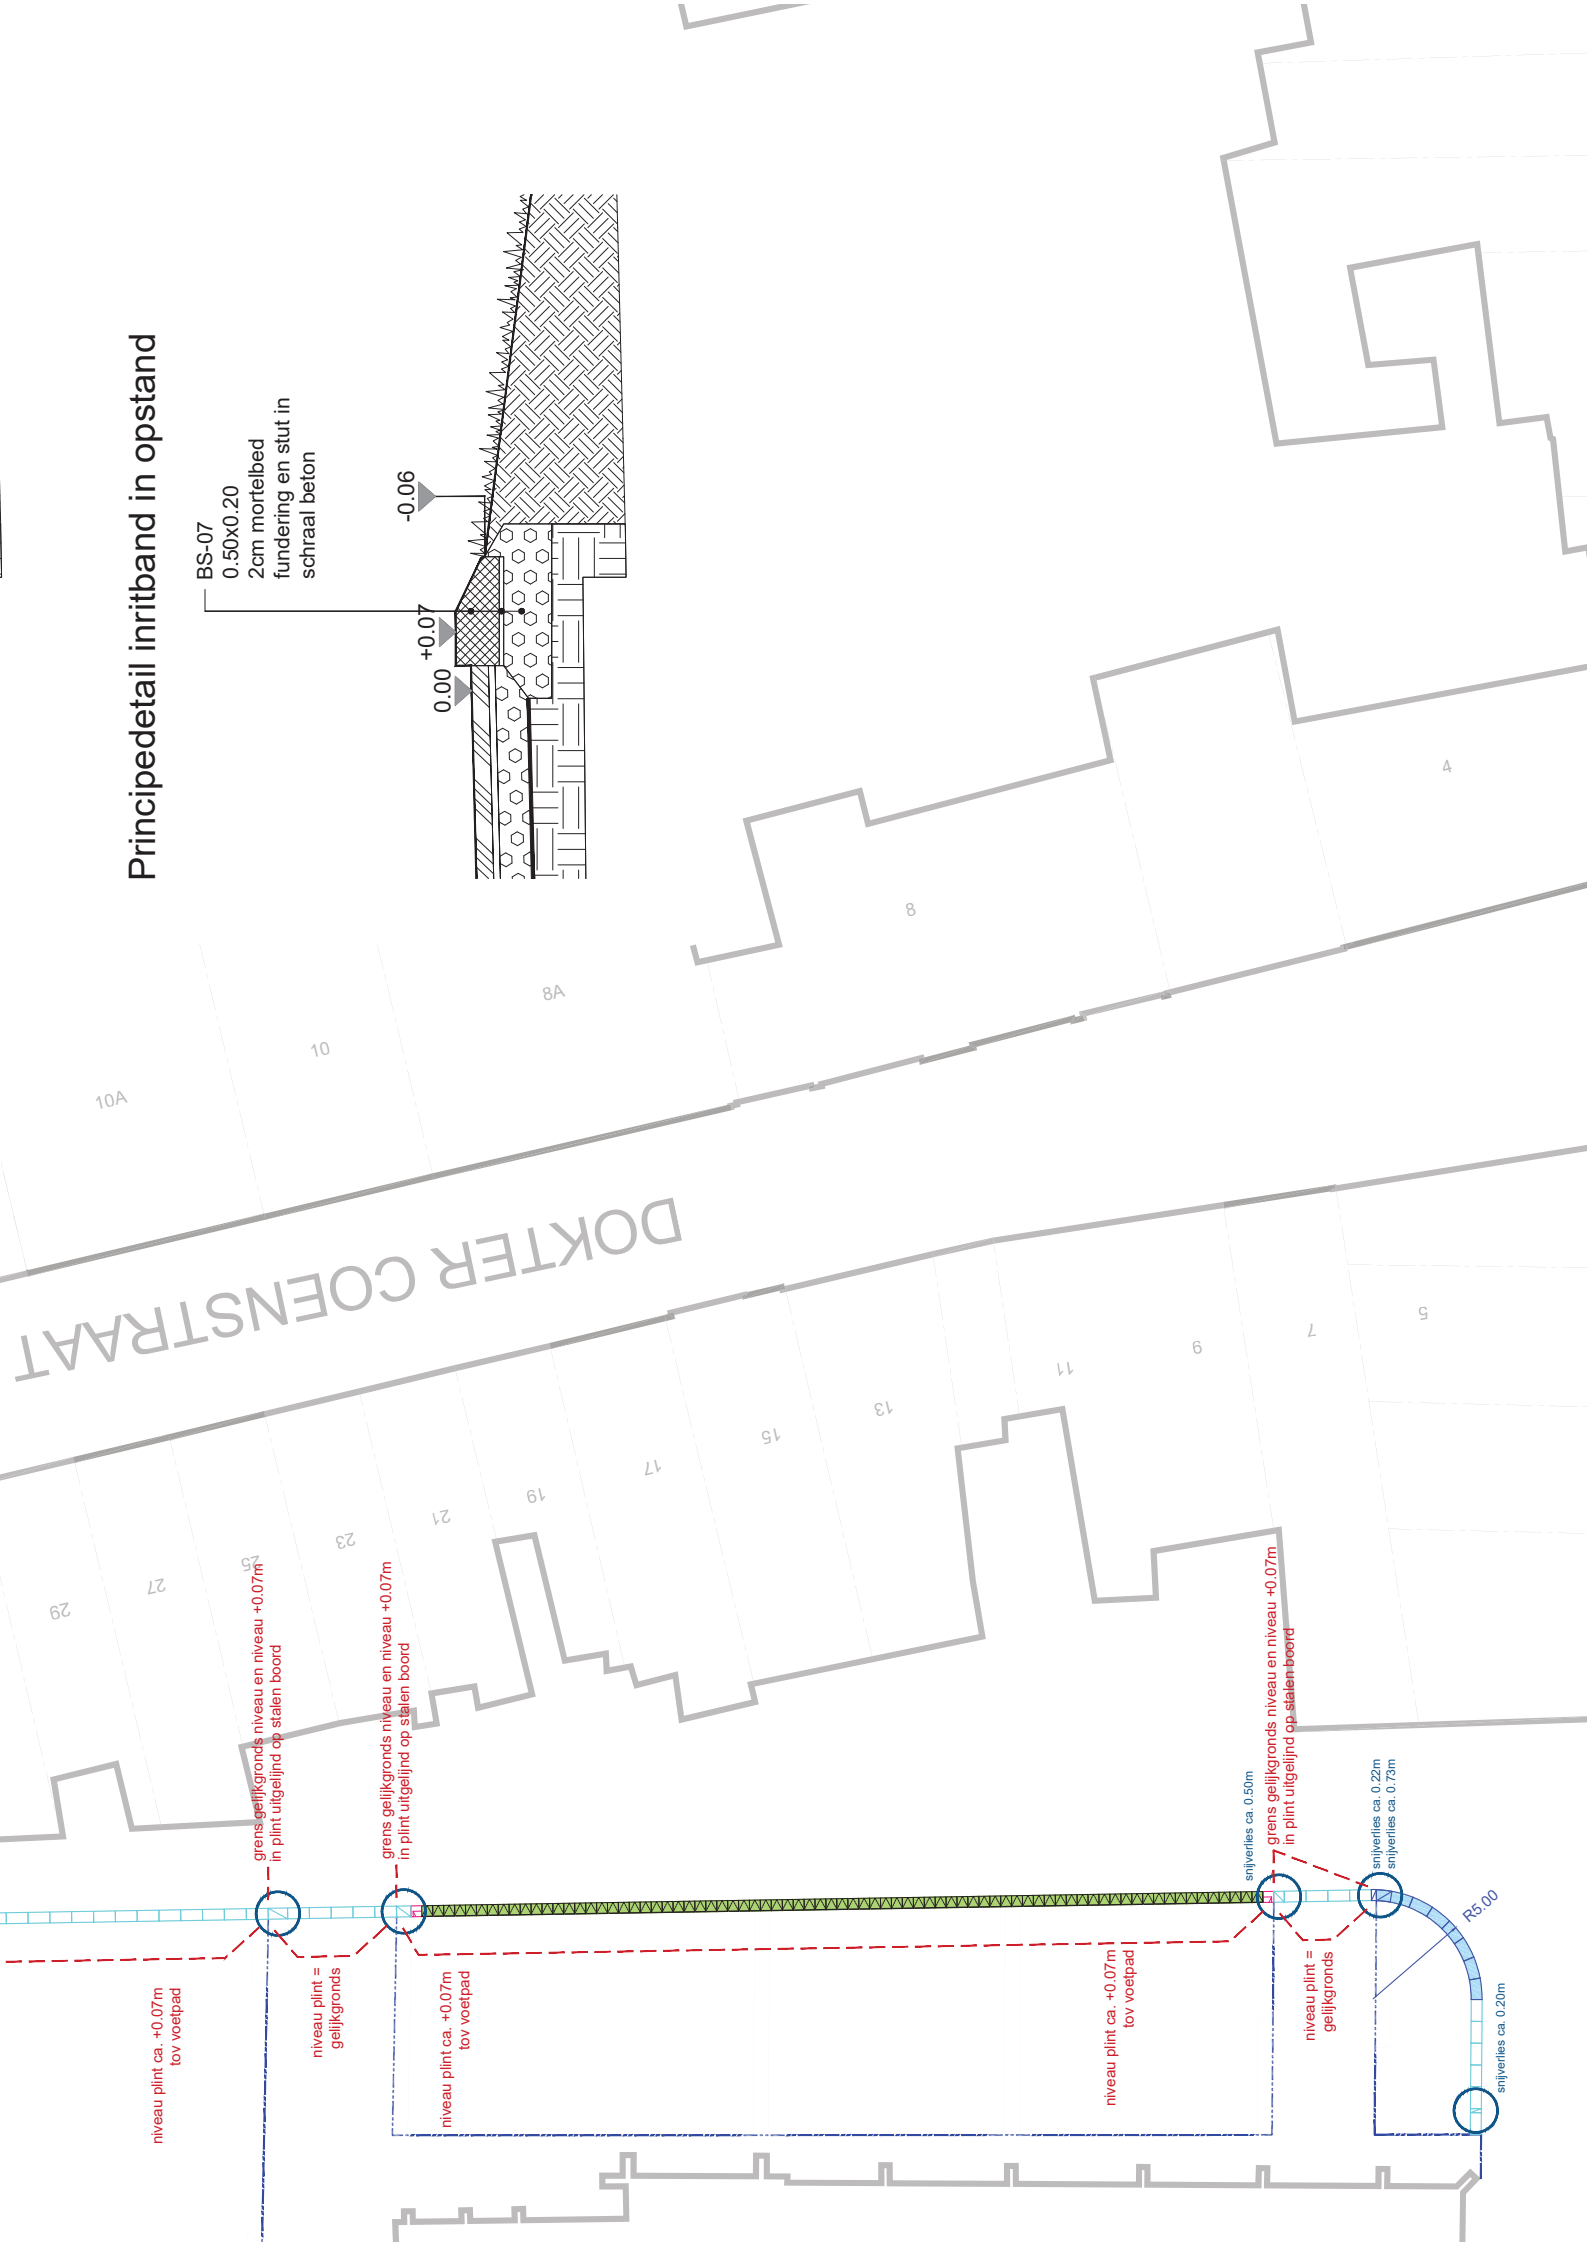 Principedetail inritband in opstand
BS-07
0.50x0.20
2cm mortelbed
fundering en stut in
schraal beton
0.00
+0.07
-0.06
10A
10
8A
8
4
DOKTER COENSTRAAT
29
27
25
23
21
19
17
15
13
11
9
7
5
grens gelijkgronds niveau en niveau +0.07m
in plint uitgelijnd op stalen boord
grens gelijkgronds niveau en niveau +0.07m
in plint uitgelijnd op stalen boord
grens gelijkgronds niveau en niveau +0.07m
in plint uitgelijnd op stalen boord
snijverlies ca. 0.50m
snijverlies ca. 0.22m
snijverlies ca. 0.73m
R5.00
snijverlies ca. 0.20m
niveau plint ca. +0.07m
tov voetpad
niveau plint =
gelijkgronds
niveau plint ca. +0.07m
tov voetpad
niveau plint ca. +0.07m
tov voetpad
niveau plint =
gelijkgronds